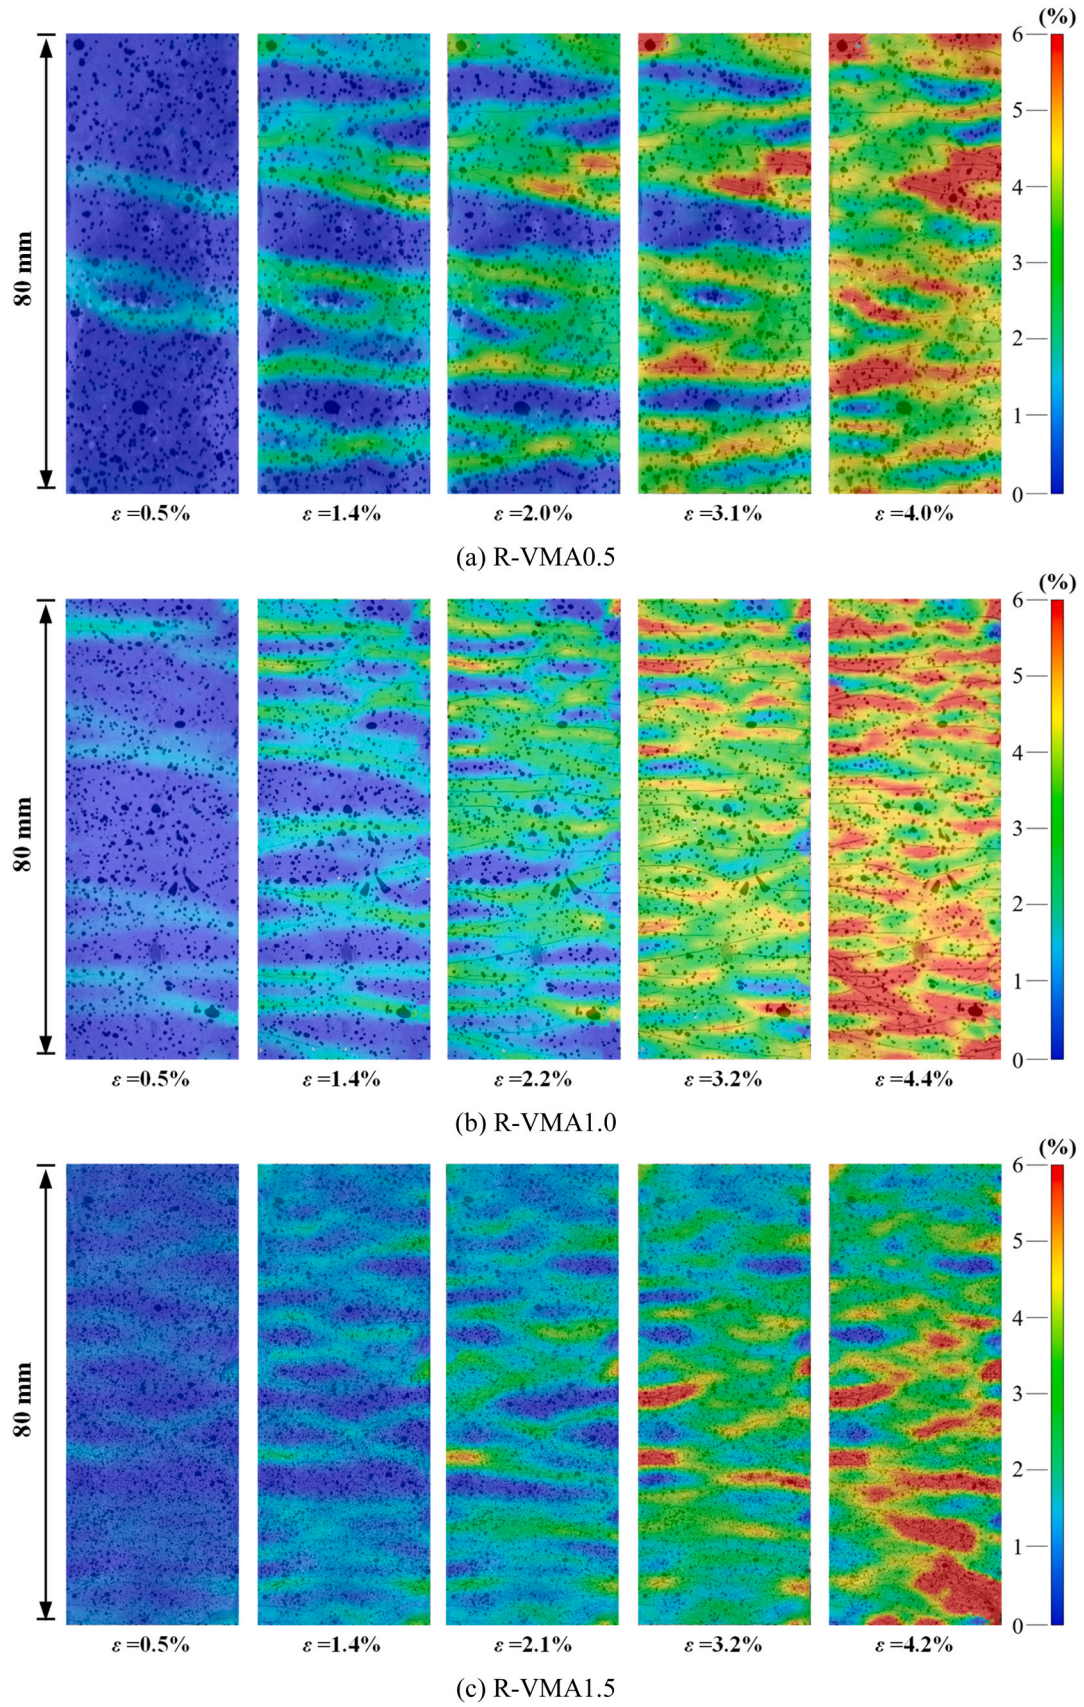 (%)
6
5
4
3
2
1
0
80 mm
ε =0.5% ε =1.4% ε =2.0% ε =3.1% ε =4.0%
(a) R-VMA0.5
(%)
6
5
4
3
2
1
0
80 mm
ε =0.5% ε =1.4% ε =2.2% ε =3.2% ε =4.4%
(b) R-VMA1.0
(%)
6
5
4
3
2
1
0
80 mm
ε =0.5% ε =1.4% ε =2.1% ε =3.2% ε =4.2%
(c) R-VMA1.5